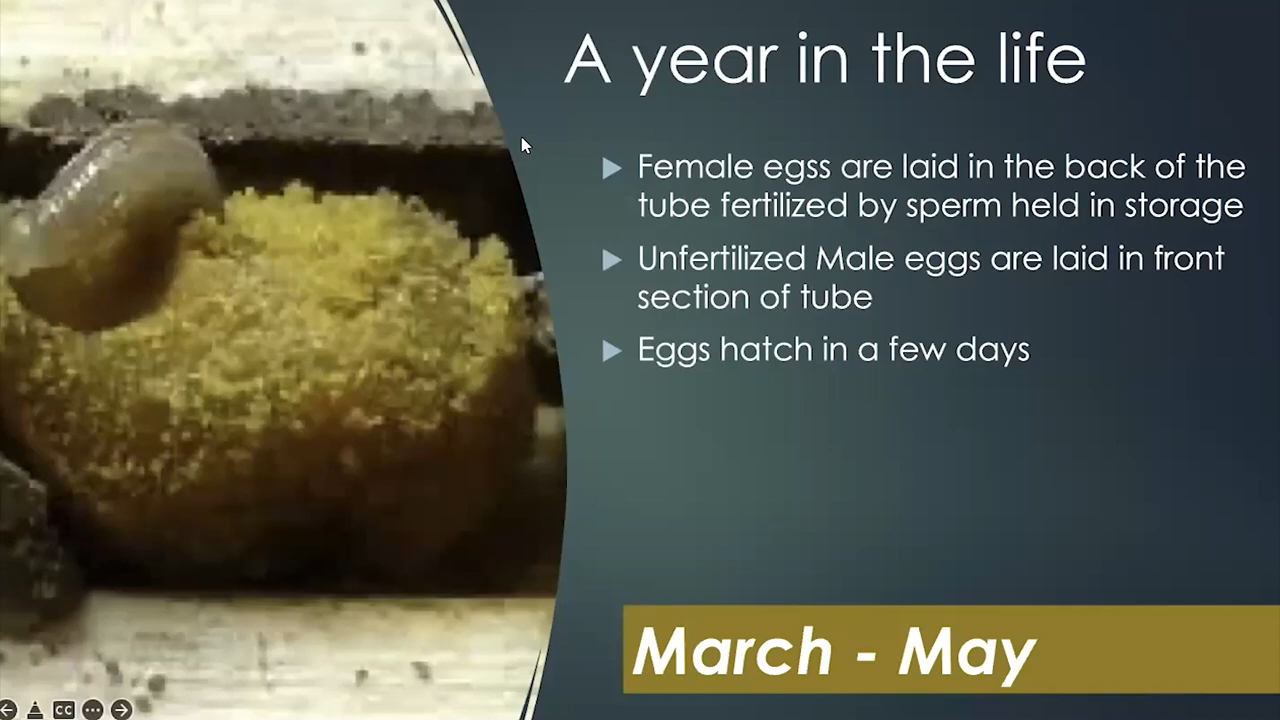 A year in the life
Female egss are laid in the back of the
tube fertilized by sperm held in storage
Unfertilized Male eggs are laid in front
section of tube
Eggs hatch in a few days
March - May
CC